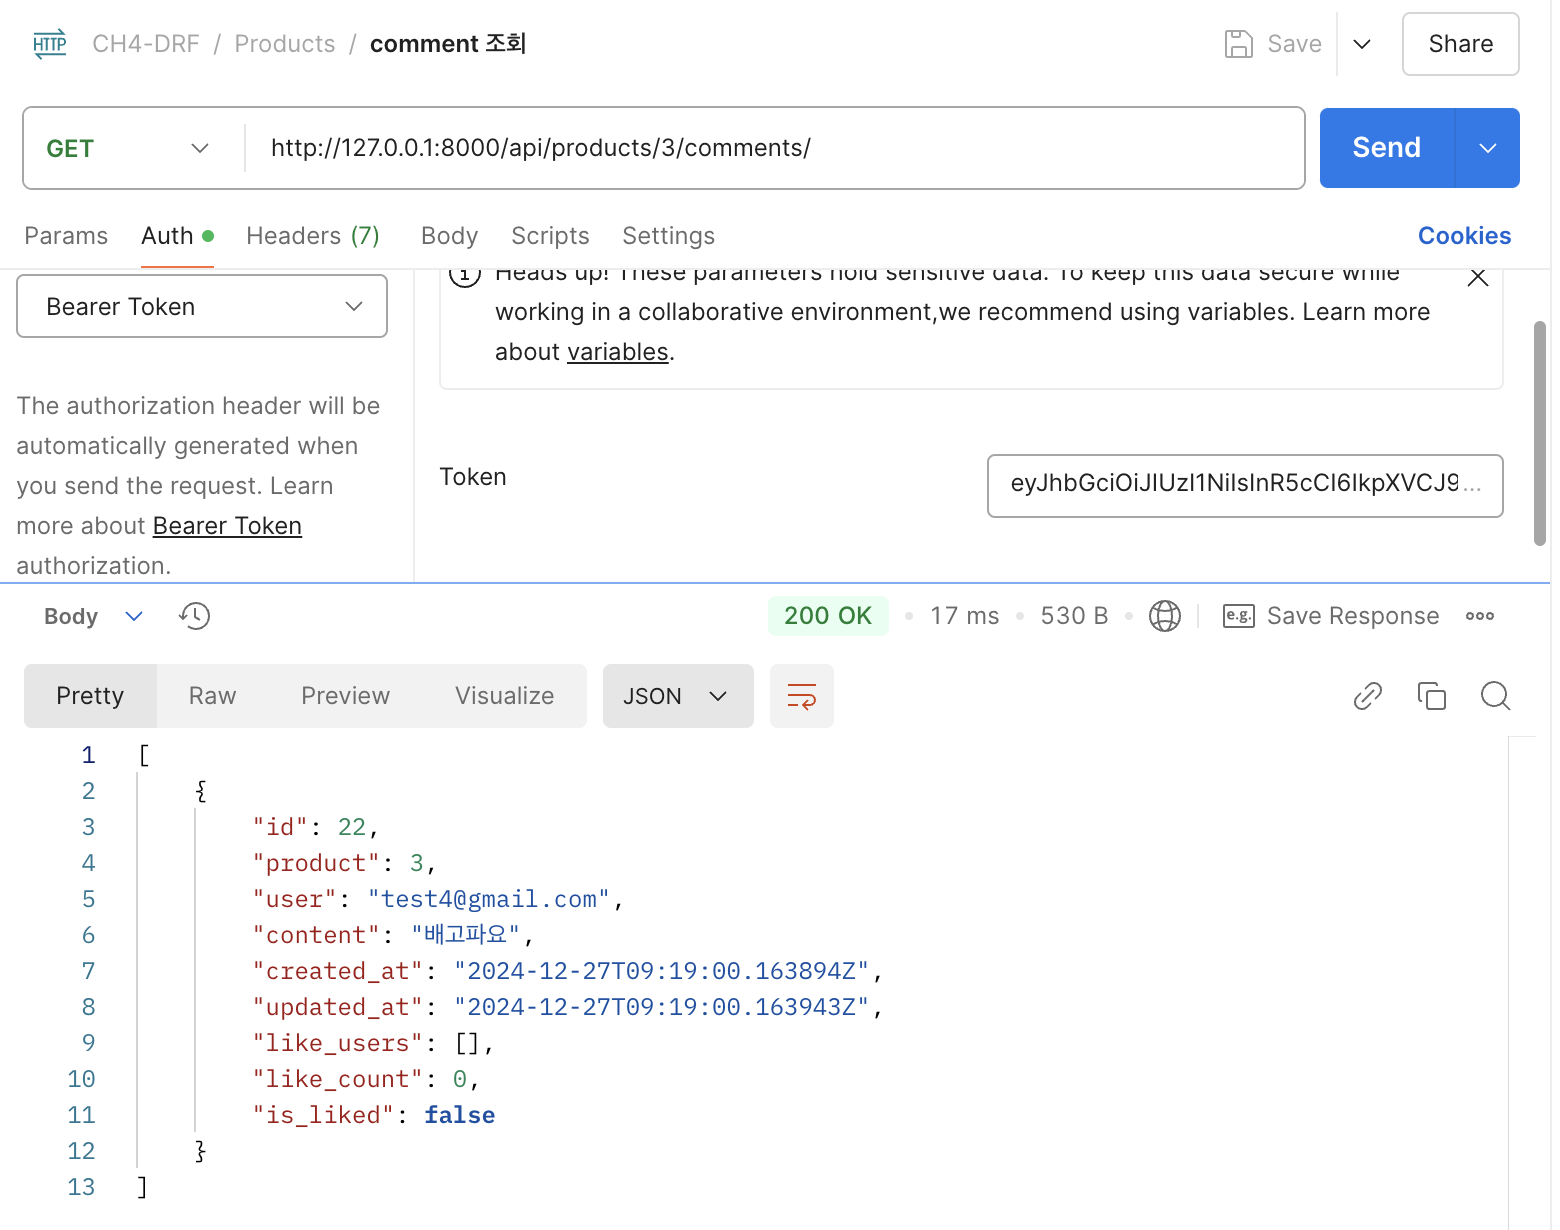 HTTP CH4-DRF / Products / comment 조회 Save Share
GET http://127.0.0.1:8000/api/products/3/comments/ Send
Params Auth Headers (7) Body Scripts Settings Cookies
Bearer Token
The authorization header will be
automatically generated when
you send the request. Learn
more about Bearer Token
authorization.
Heads up! These parameters hold sensitive data. To keep this data secure while
working in a collaborative environment,we recommend using variables. Learn more
about variables.
Token eyJhbGciOiJIUzI1NiIsInR5cCI6IkpXVCJ9...
Body 200 OK 17 ms 530 B e.g. Save Response
Pretty Raw Preview Visualize JSON
1 [
2 {
3 "id": 22,
4 "product": 3,
5 "user": "test4@gmail.com",
6 "content": "배고파요",
7 "created_at": "2024-12-27T09:19:00.163894Z",
8 "updated_at": "2024-12-27T09:19:00.163943Z",
9 "like_users": [],
10 "like_count": 0,
11 "is_liked": false
12 }
13 ]